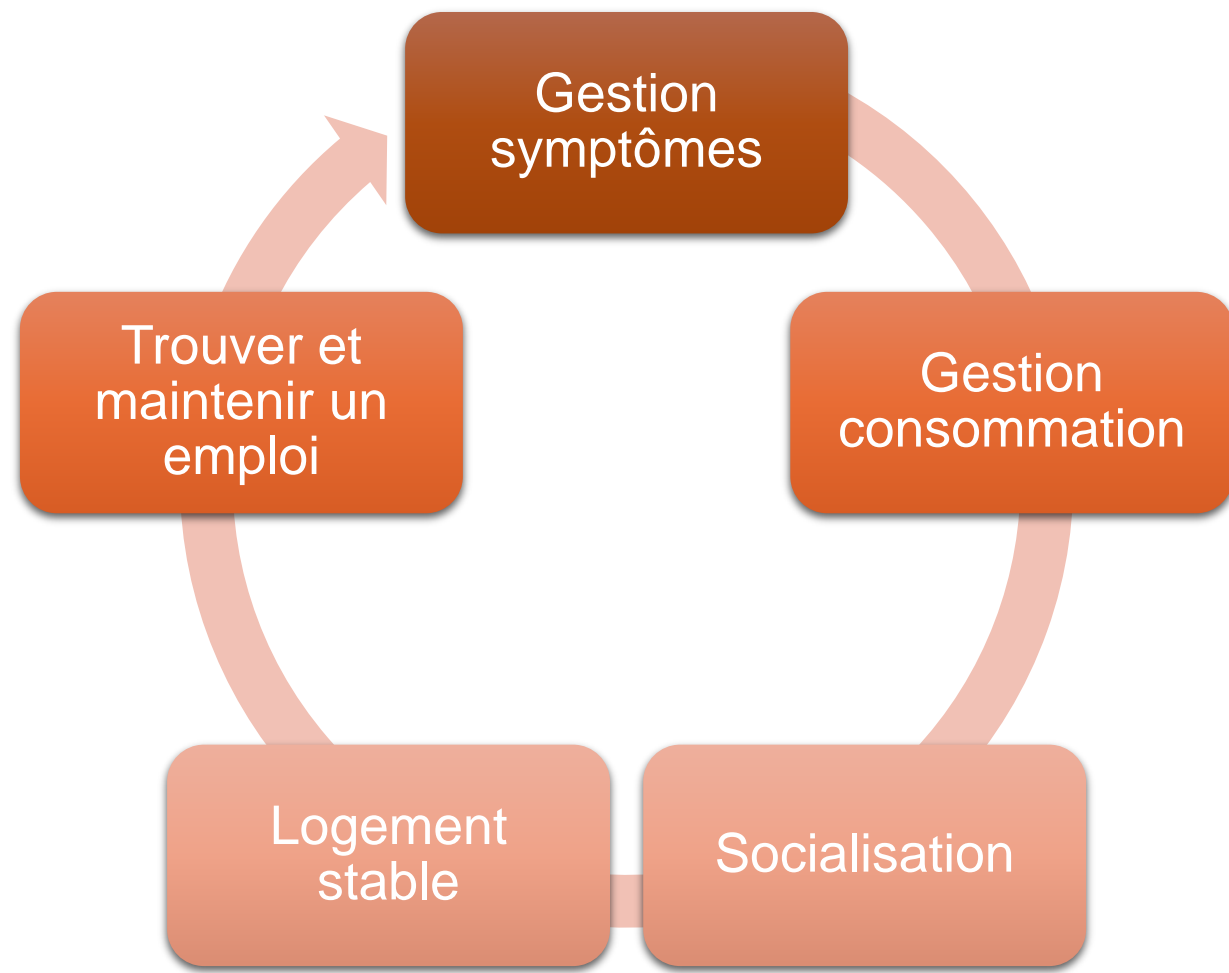 Gestion
symptômes
Gestion
consommation
Socialisation
Logement
stable
Trouver et
maintenir un
emploi